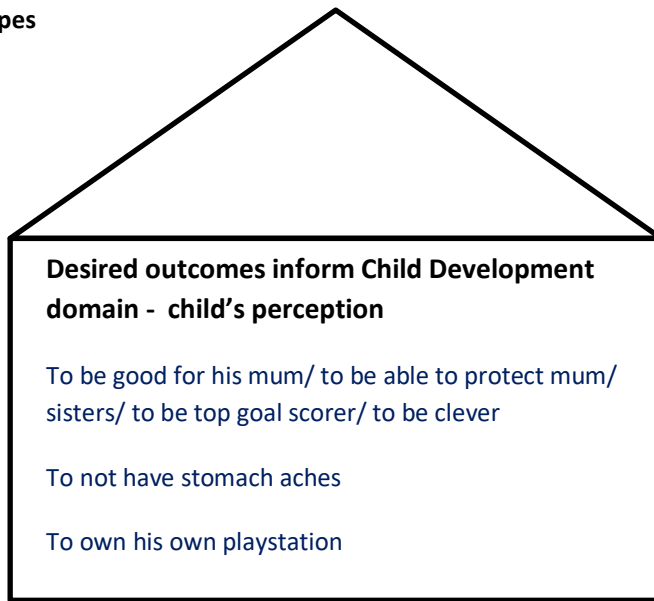 Desired outcomes inform Child Development
domain - child's perception
To be good for his mum/ to be able to protect mum/
sisters/ to be top goal scorer/ to be clever
To not have stomach aches
To own his own playstation